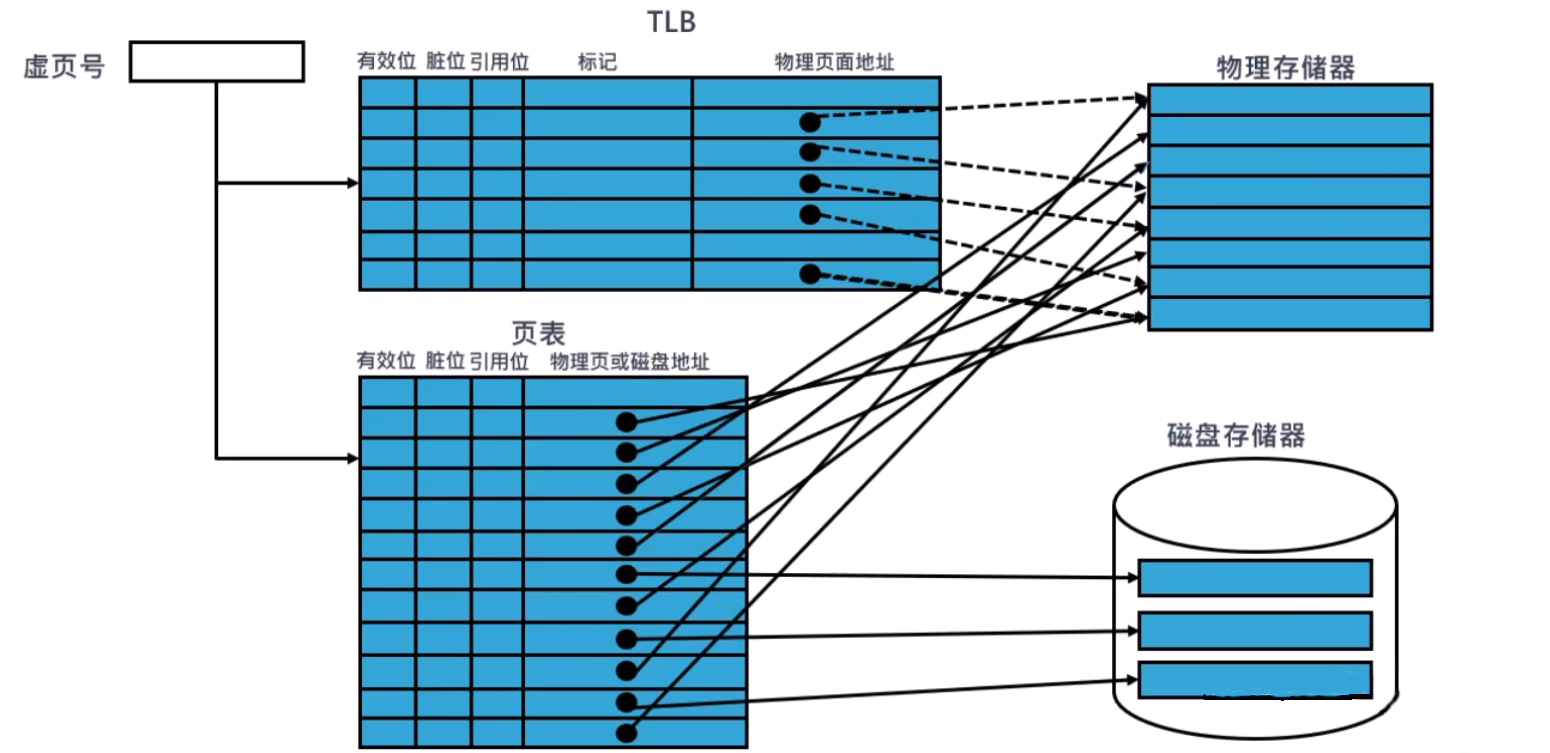 TLB
虚页号
有效位 脏位 引用位 标记 物理页面地址
物理存储器
页表
有效位 脏位 引用位 物理页或磁盘地址
磁盘存储器